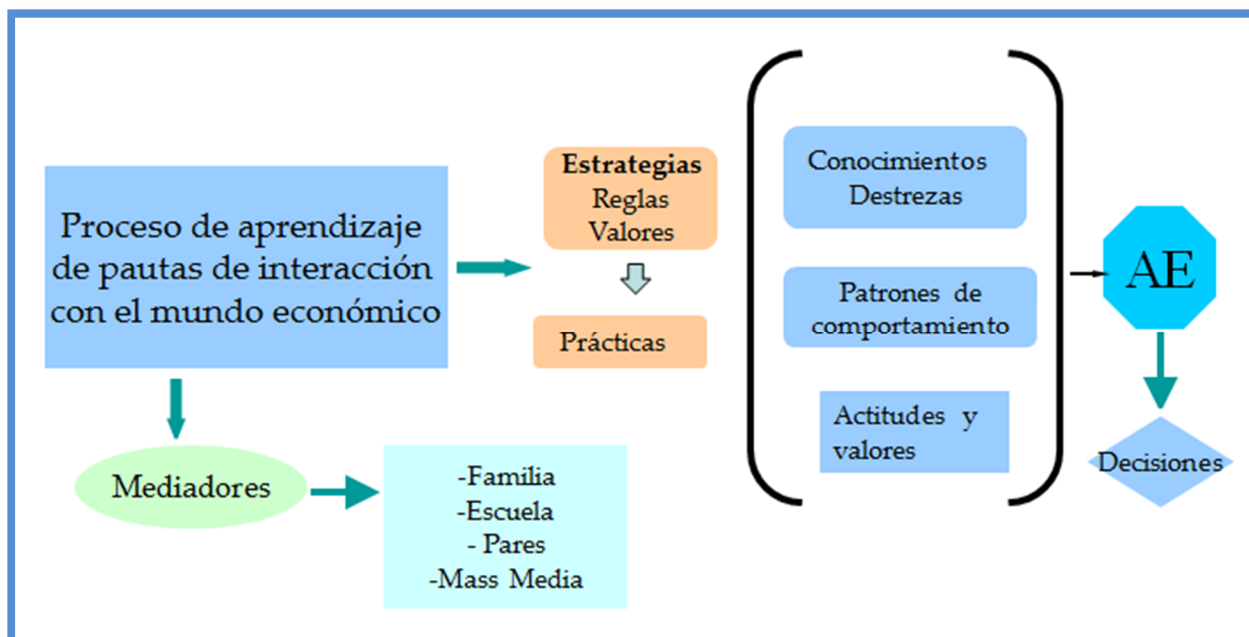 Proceso de aprendizaje
de pautas de interacción
con el mundo económico
Estrategias
Reglas
Valores
Prácticas
Mediadores
-Familia
-Escuela
- Pares
-Mass Media
Conocimientos
Destrezas
Patrones de
comportamiento
Actitudes y
valores
AE
Decisiones